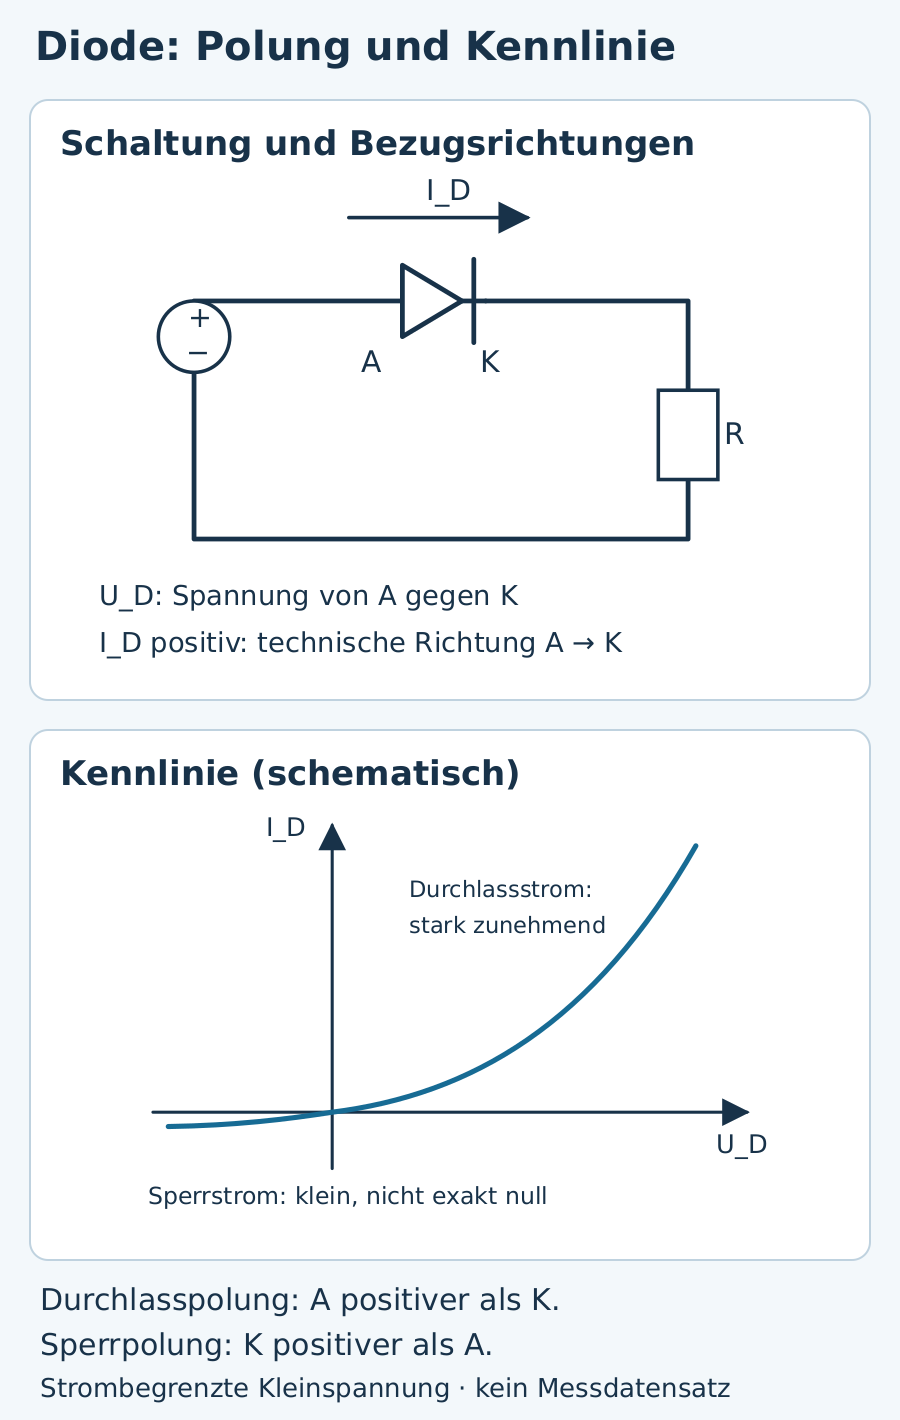 Diode: Polung und Kennlinie
Schaltung und Bezugsrichtungen
I_D
+
−
A
K
R
U_D: Spannung von A gegen K
I_D positiv: technische Richtung A → K
Kennlinie (schematisch)
I_D
Durchlassstrom:
stark zunehmend
U_D
Sperrstrom: klein, nicht exakt null
Durchlasspolung: A positiver als K.
Sperrpolung: K positiver als A.
Strombegrenzte Kleinspannung · kein Messdatensatz